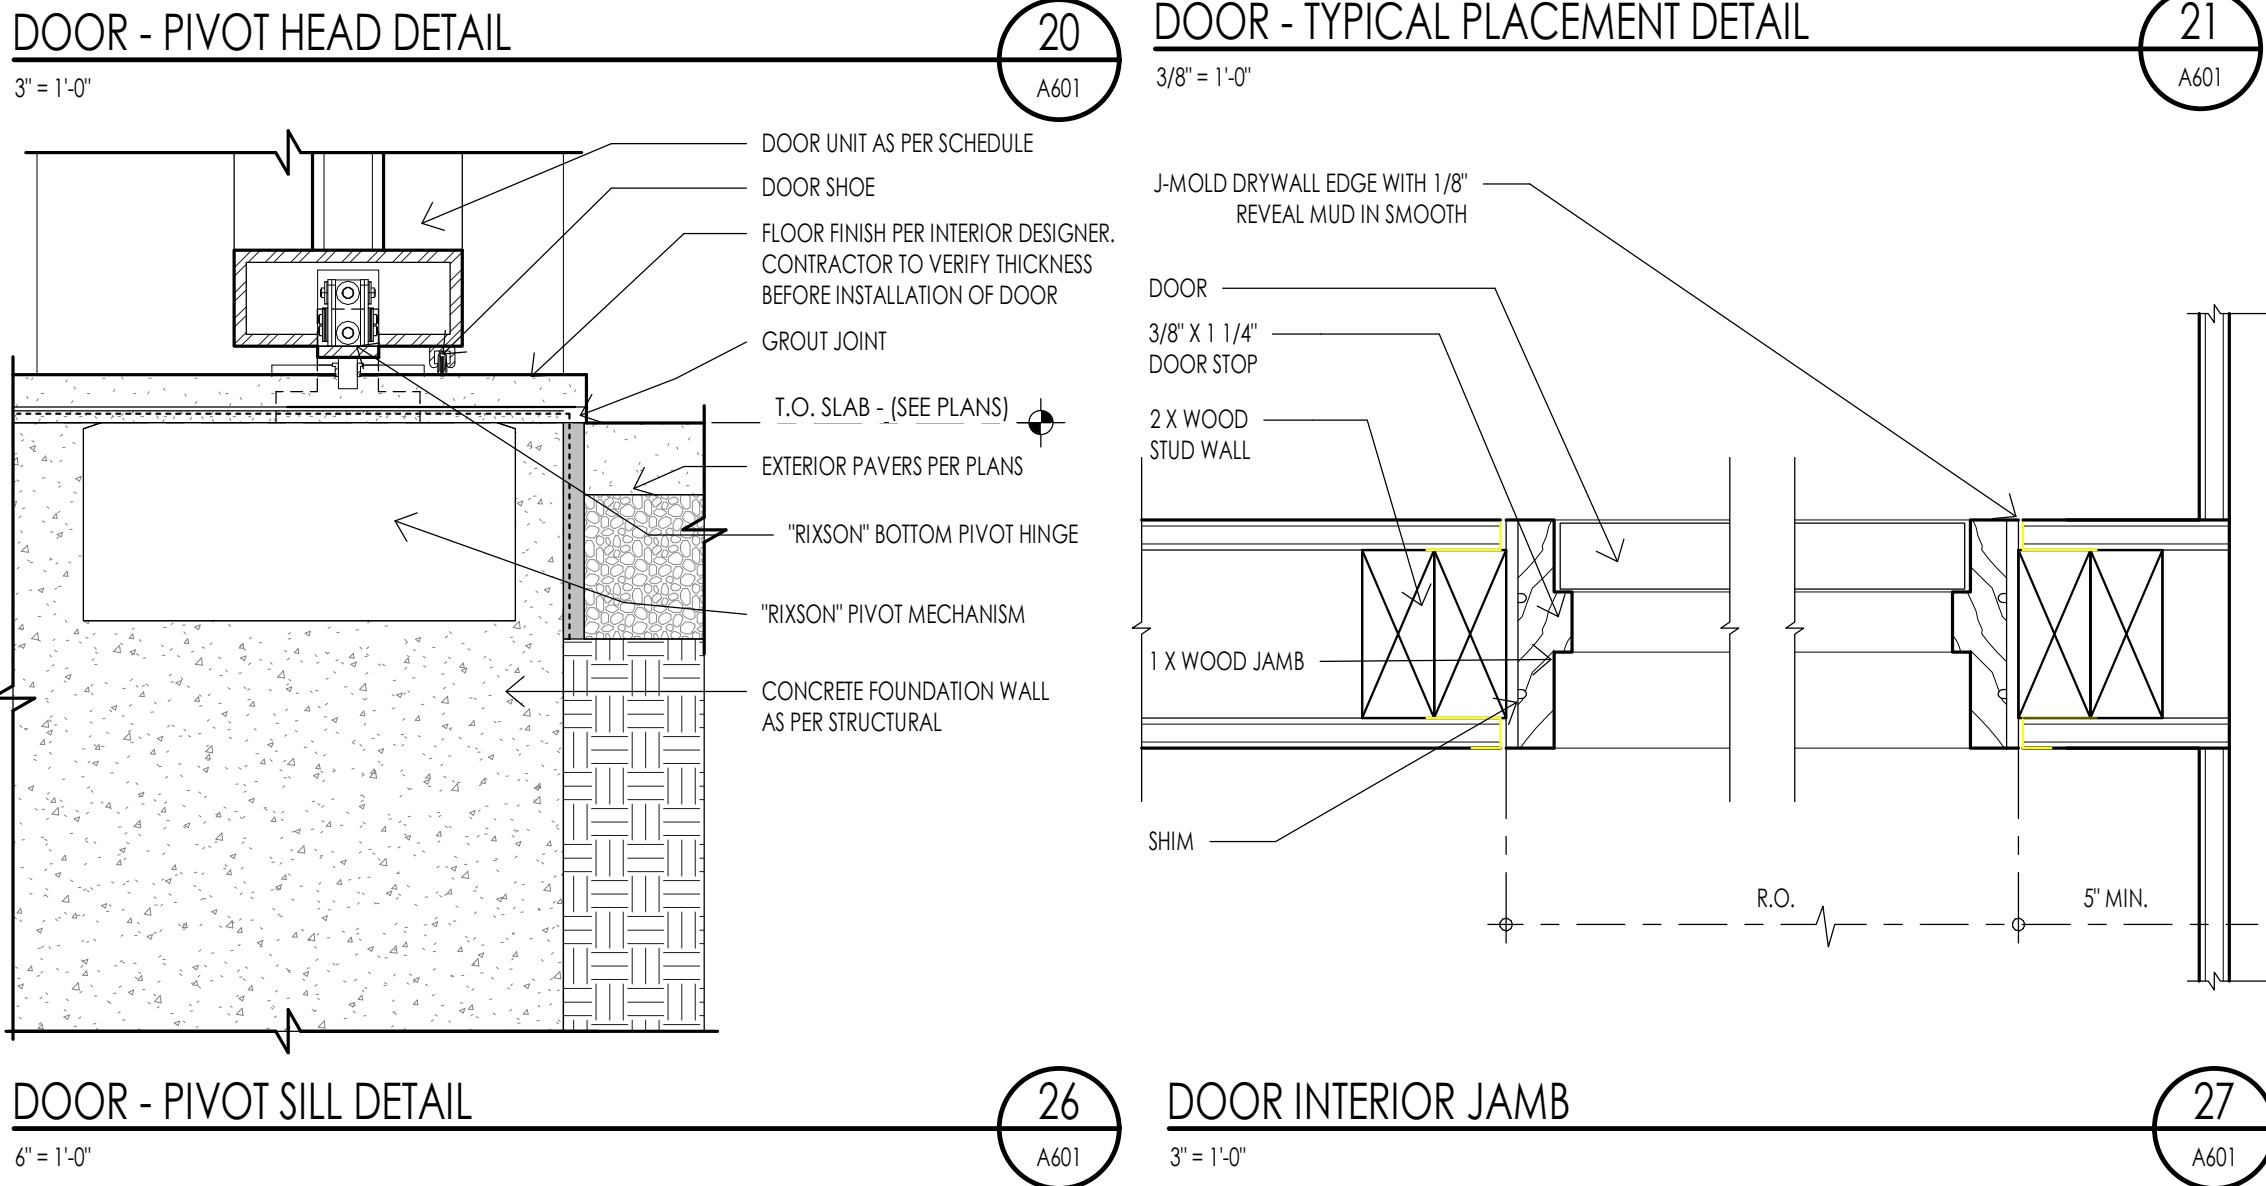 DOOR - PIVOT HEAD DETAIL
20
A601
3" = 1'-0"
DOOR - TYPICAL PLACEMENT DETAIL
21
A601
3/8" = 1'-0"
DOOR UNIT AS PER SCHEDULE
DOOR SHOE
FLOOR FINISH PER INTERIOR DESIGNER.
CONTRACTOR TO VERIFY THICKNESS
BEFORE INSTALLATION OF DOOR
GROUT JOINT
T.O. SLAB - (SEE PLANS)
EXTERIOR PAVERS PER PLANS
"RIXSON" BOTTOM PIVOT HINGE
"RIXSON" PIVOT MECHANISM
CONCRETE FOUNDATION WALL
AS PER STRUCTURAL
DOOR - PIVOT SILL DETAIL
26
A601
6" = 1'-0"
J-MOLD DRYWALL EDGE WITH 1/8"
REVEAL MUD IN SMOOTH
DOOR
3/8" X 1 1/4"
DOOR STOP
2 X WOOD
STUD WALL
1 X WOOD JAMB
SHIM
R.O.
5" MIN.
DOOR INTERIOR JAMB
27
A601
3" = 1'-0"